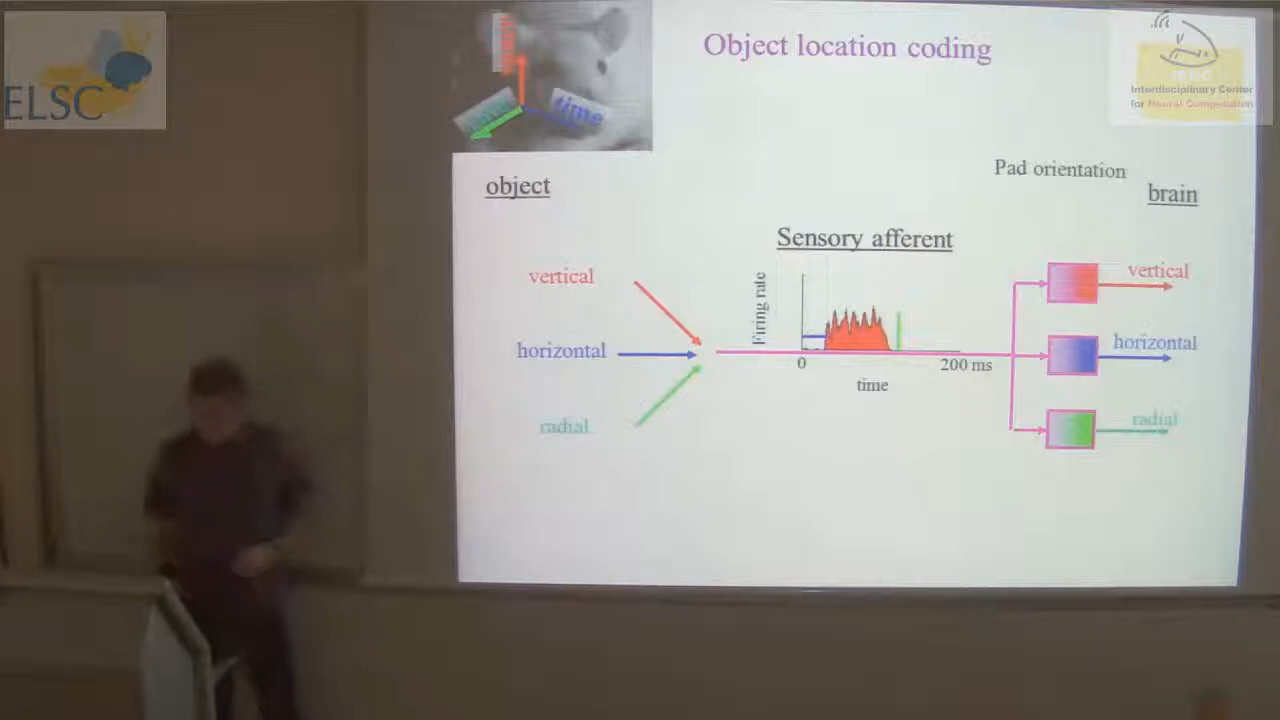 ELSC
time
Object location coding
Interdisciplinary Center
for Neural Computation
object
Pad orientation
brain
Sensory afferent
vertical
horizontal
radial
Firing rate
0
200 ms
time
vertical
horizontal
radial